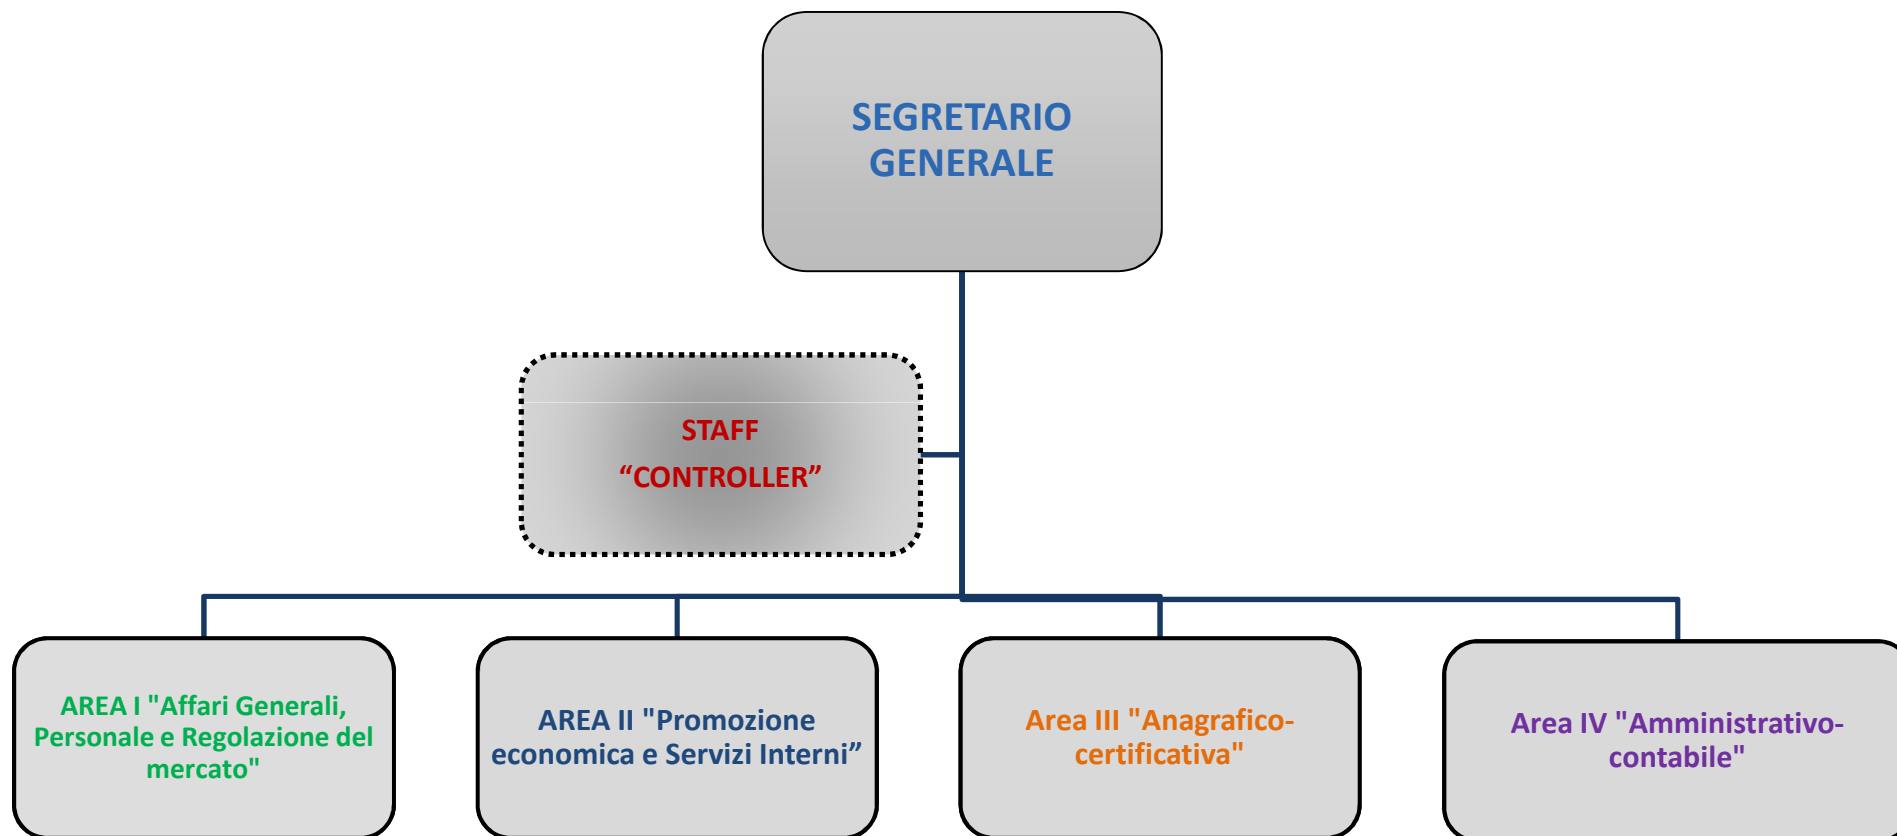 SEGRETARIO
GENERALE
STAFF
“CONTROLLER”
AREA I "Affari Generali,
Personale e Regolazione del
mercato"
AREA II "Promozione
economica e Servizi Interni”
Area III "Anagrafico-
certificativa"
Area IV "Amministrativo-
contabile"